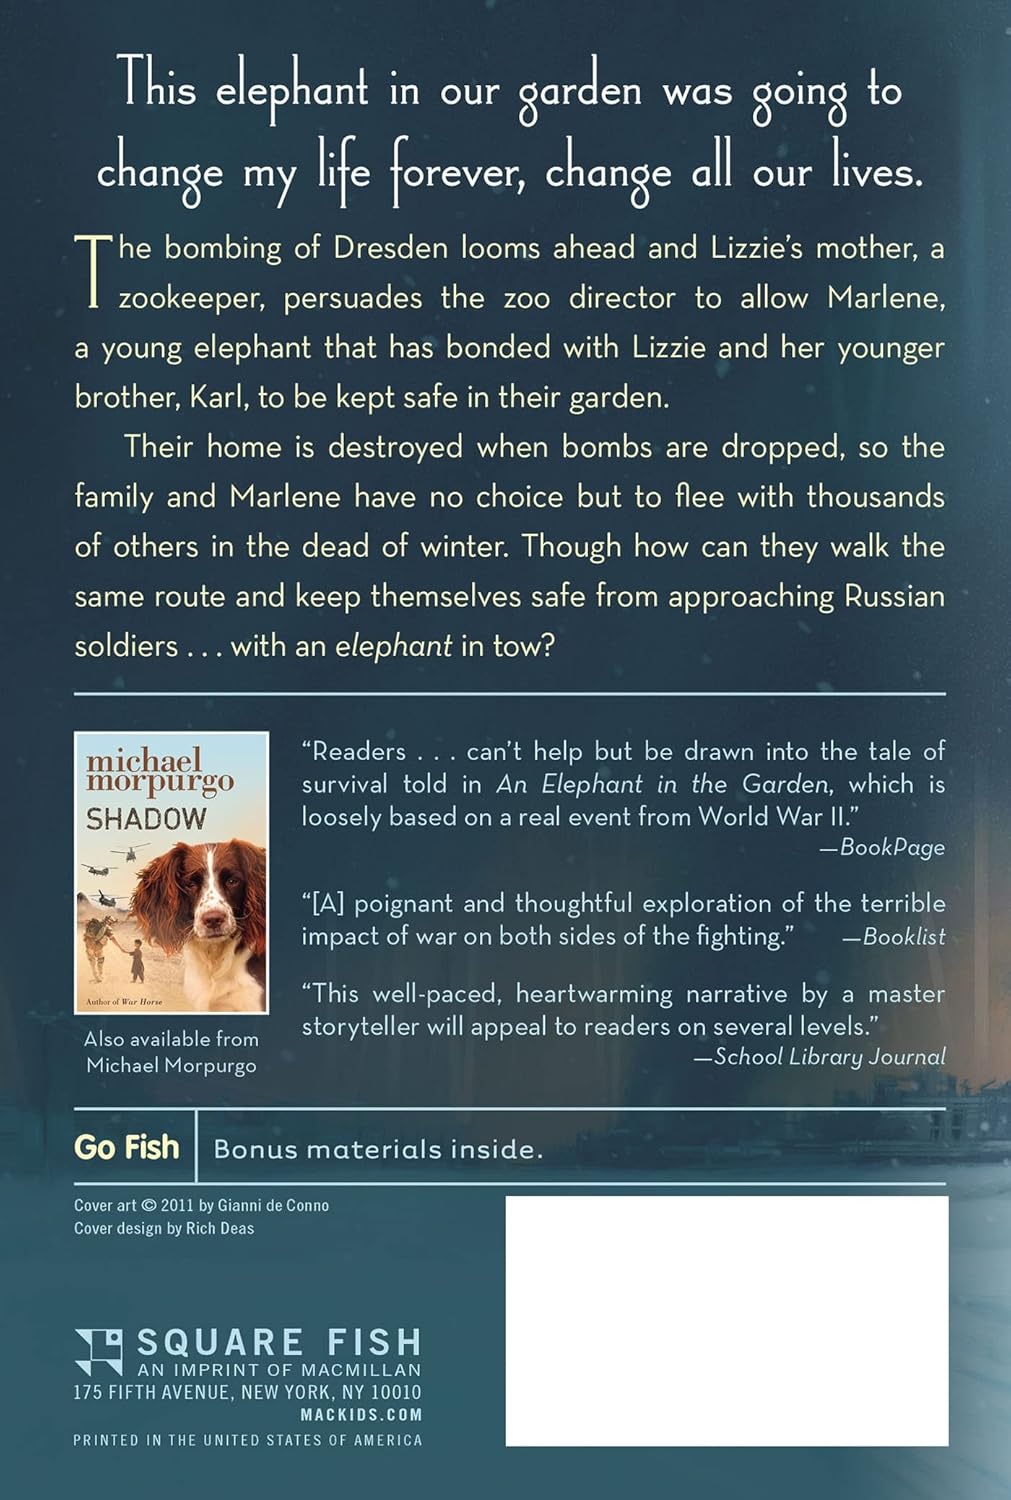 This elephant in our garden was going to
change my life forever, change all our lives.
The bombing of Dresden looms ahead and Lizzie’s mother, a
zookeeper, persuades the zoo director to allow Marlene,
a young elephant that has bonded with Lizzie and her younger
brother, Karl, to be kept safe in their garden.
Their home is destroyed when bombs are dropped, so the
family and Marlene have no choice but to flee with thousands
of others in the dead of winter. Though how can they walk the
same route and keep themselves safe from approaching Russian
soldiers . . . with an elephant in tow?
michael
morpurgo
SHADOW
Author of War Horse
Also available from
Michael Morpurgo
“Readers . . . can’t help but be drawn into the tale of
survival told in An Elephant in the Garden, which is
loosely based on a real event from World War II.”
—BookPage
“[A] poignant and thoughtful exploration of the terrible
impact of war on both sides of the fighting.” —Booklist
“This well-paced, heartwarming narrative by a master
storyteller will appeal to readers on several levels.”
—School Library Journal
Go Fish Bonus materials inside.
Cover art © 2011 by Gianni de Conno
Cover design by Rich Deas
SQUARE FISH
AN IMPRINT OF MACMILLAN
175 FIFTH AVENUE, NEW YORK, NY 10010
MACKIDS.COM
PRINTED IN THE UNITED STATES OF AMERICA